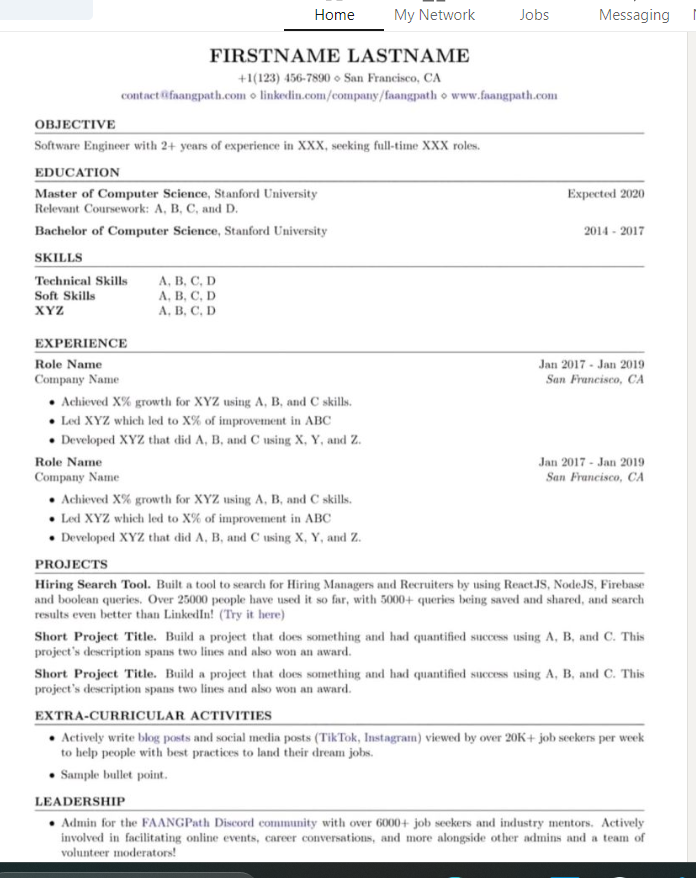 Home My Network Jobs Messaging
FIRSTNAME LASTNAME
+1(123) 456-7890 ⋄ San Francisco, CA
contact@faangpath.com ⋄ linkedin.com/company/faangpath ⋄ www.faangpath.com
OBJECTIVE
Software Engineer with 2+ years of experience in XXX, seeking full-time XXX roles.
EDUCATION
Master of Computer Science, Stanford University Expected 2020
Relevant Coursework: A, B, C, and D.
Bachelor of Computer Science, Stanford University 2014 - 2017
SKILLS
Technical Skills A, B, C, D
Soft Skills A, B, C, D
XYZ A, B, C, D
EXPERIENCE
Role Name Jan 2017 - Jan 2019
Company Name San Francisco, CA
• Achieved X% growth for XYZ using A, B, and C skills.
• Led XYZ which led to X% of improvement in ABC
• Developed XYZ that did A, B, and C using X, Y, and Z.
Role Name Jan 2017 - Jan 2019
Company Name San Francisco, CA
• Achieved X% growth for XYZ using A, B, and C skills.
• Led XYZ which led to X% of improvement in ABC
• Developed XYZ that did A, B, and C using X, Y, and Z.
PROJECTS
Hiring Search Tool. Built a tool to search for Hiring Managers and Recruiters by using ReactJS, NodeJS, Firebase
and boolean queries. Over 25000 people have used it so far, with 5000+ queries being saved and shared, and search
results even better than LinkedIn! (Try it here)
Short Project Title. Build a project that does something and had quantified success using A, B, and C. This
project's description spans two lines and also won an award.
Short Project Title. Build a project that does something and had quantified success using A, B, and C. This
project's description spans two lines and also won an award.
EXTRA-CURRICULAR ACTIVITIES
• Actively write blog posts and social media posts (TikTok, Instagram) viewed by over 20K+ job seekers per week
to help people with best practices to land their dream jobs.
• Sample bullet point.
LEADERSHIP
• Admin for the FAANGPath Discord community with over 6000+ job seekers and industry mentors. Actively
involved in facilitating online events, career conversations, and more alongside other admins and a team of
volunteer moderators!